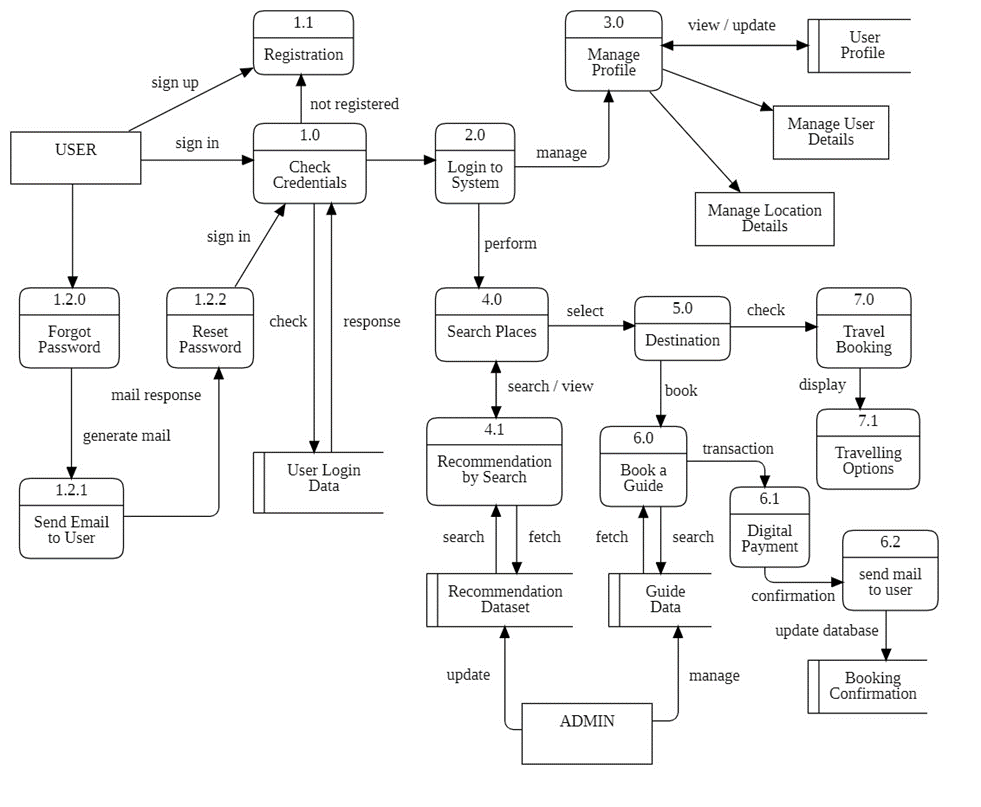 1.1
Registration
3.0
Manage
Profile
view / update
User
Profile
sign up
not registered
USER
sign in
1.0
Check
Credentials
2.0
Login to
System
manage
Manage User
Details
Manage Location
Details
sign in
perform
1.2.0
Forgot
Password
1.2.2
Reset
Password
check
response
4.0
Search Places
select
5.0
Destination
check
7.0
Travel
Booking
mail response
search / view
book
display
generate mail
4.1
Recommendation
by Search
6.0
Book a
Guide
transaction
7.1
Travelling
Options
User Login
Data
1.2.1
Send Email
to User
6.1
Digital
Payment
search
fetch
fetch
search
6.2
send mail
to user
confirmation
Recommendation
Dataset
Guide
Data
update database
update
manage
Booking
Confirmation
ADMIN